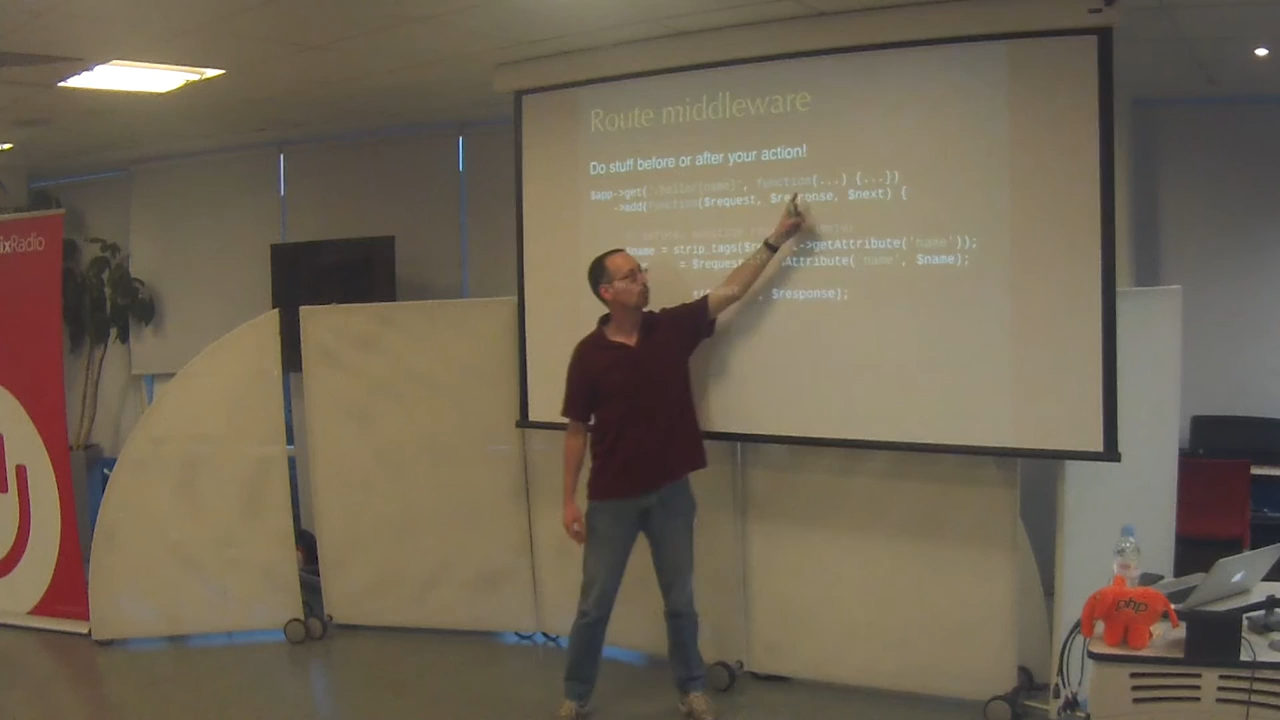 Route middleware
Do stuff before or after your action!
$app->get('/hello/{name}', function(...) {...})
->add(function($request, $response, $next) {
$name = strip_tags($re ->getAttribute('name'));
= $request Attribute('name', $name);
, $response);
ixRadio
php